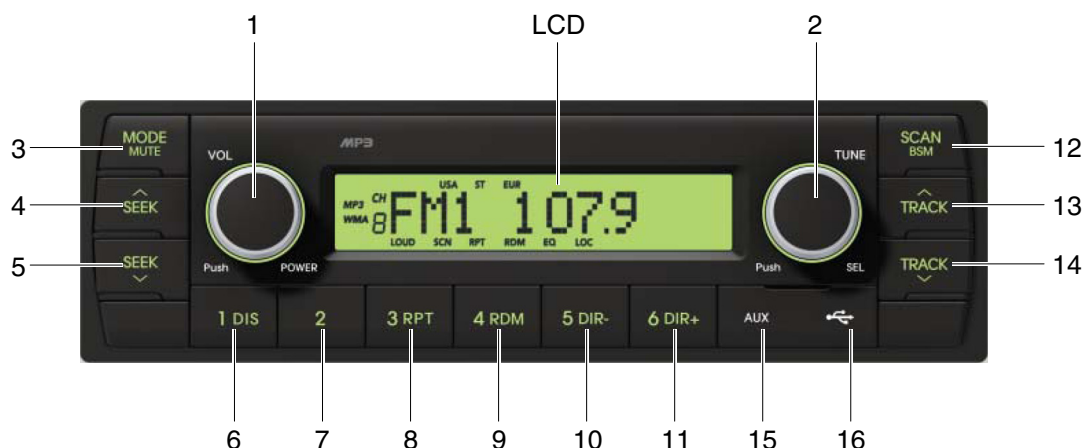 1 LCD 2
3 MODE MUTE VOL MP3 TUNE SCAN BSM 12
4 SEEK USA ST EUR TRACK 13
MP3 WMA CH 8 FM1 107.9
LOUD SCN RPT RDM EQ LOC
5 SEEK Push POWER Push SEL TRACK 14
1 DIS 2 3 RPT 4 RDM 5 DIR- 6 DIR+ AUX
6 7 8 9 10 11 15 16